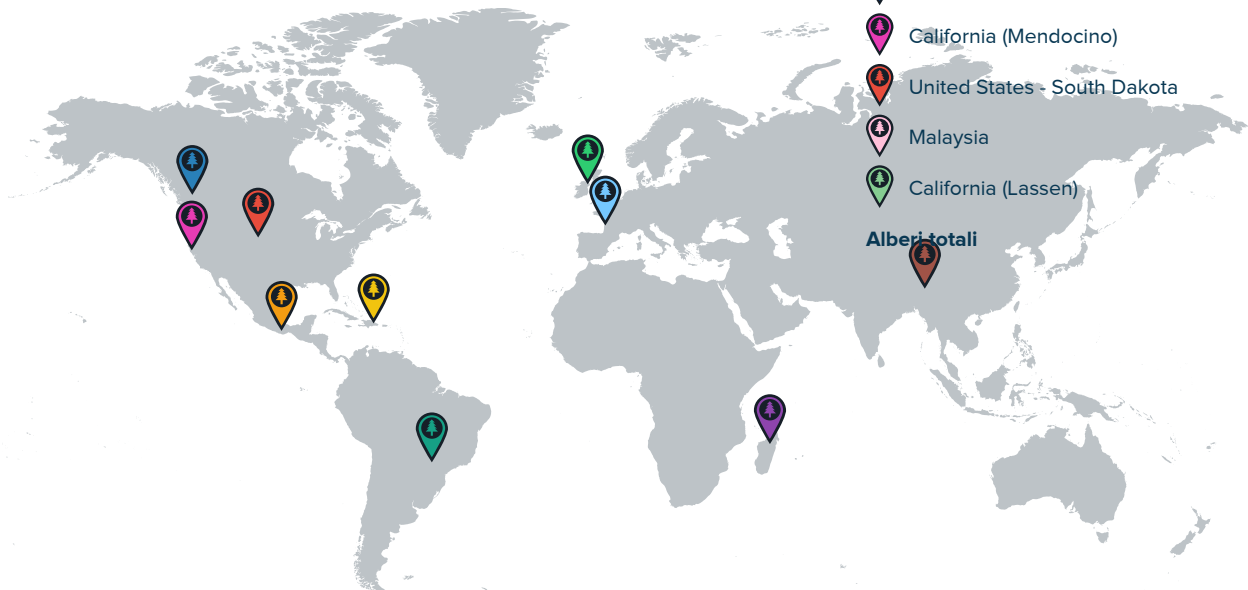 California (Mendocino)
United States - South Dakota
Malaysia
California (Lassen)
Alberi totali